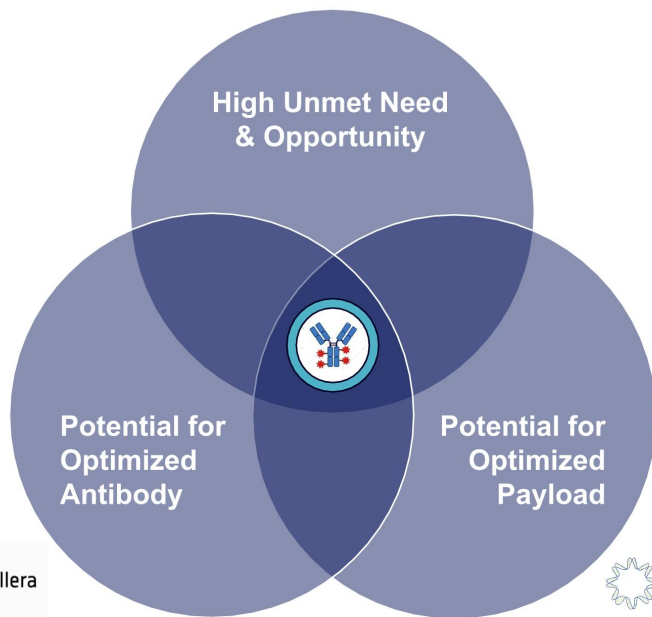 High Unmet Need
& Opportunity
Potential for
Optimized
Antibody
Potential for
Optimized
Payload
llera